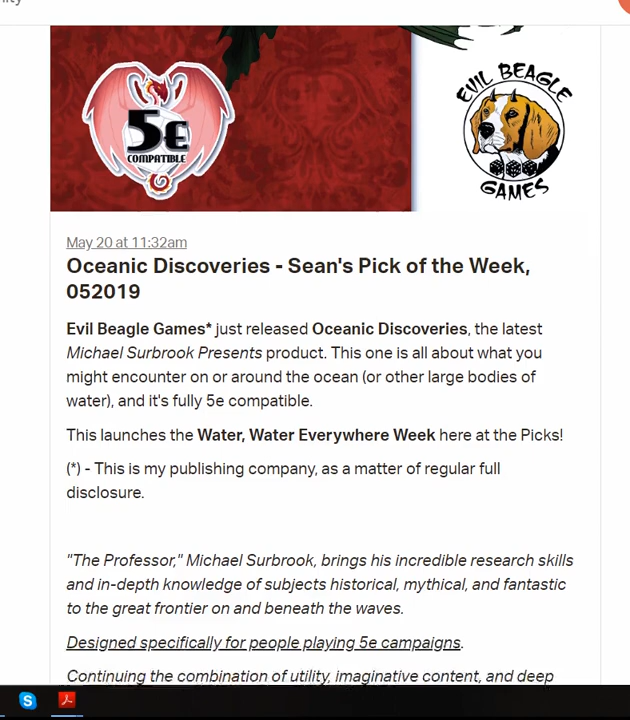 5e
COMPATIBLE
EVIL BEAGLE
GAMES
May 20 at 11:32am
Oceanic Discoveries - Sean's Pick of the Week,
052019
Evil Beagle Games* just released Oceanic Discoveries, the latest
Michael Surbrook Presents product. This one is all about what you
might encounter on or around the ocean (or other large bodies of
water), and it's fully 5e compatible.
This launches the Water, Water Everywhere Week here at the Picks!
(*) - This is my publishing company, as a matter of regular full
disclosure.
"The Professor," Michael Surbrook, brings his incredible research skills
and in-depth knowledge of subjects historical, mythical, and fantastic
to the great frontier on and beneath the waves.
Designed specifically for people playing 5e campaigns.
Continuing the combination of utility, imaginative content, and deep